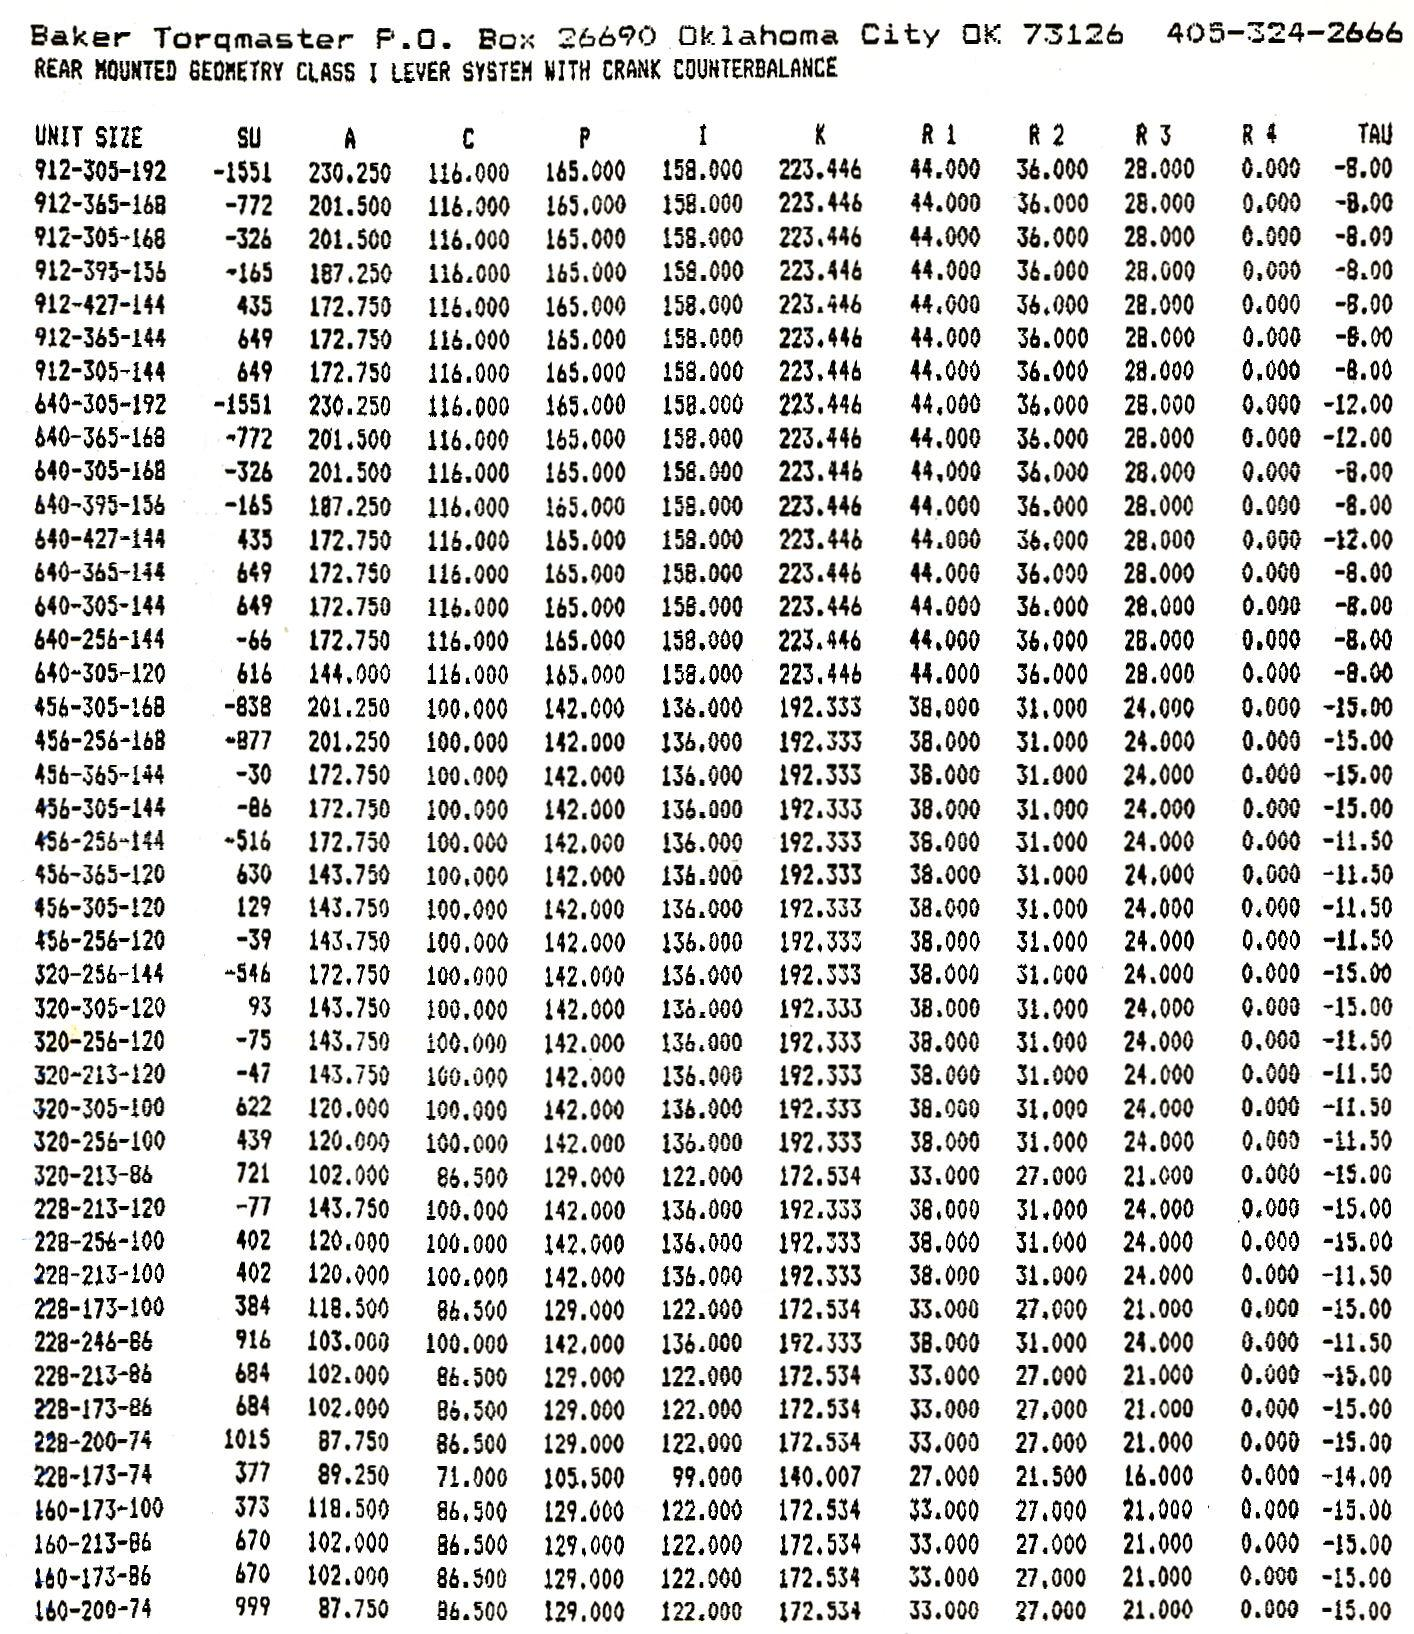 Baker Torqmaster P.O. Box 26690 Oklahoma City OK 73126 405-324-2666
REAR MOUNTED GEOMETRY CLASS I LEVER SYSTEM WITH CRANK COUNTERBALANCE
UNIT SIZE SU A C P I K R 1 R 2 R 3 R 4 TAU
912-305-192 -1551 230.250 116.000 165.000 158.000 223.446 44.000 36.000 28.000 0.000 -8.00
912-365-168 -772 201.500 116.000 165.000 158.000 223.446 44.000 36.000 28.000 0.000 -8.00
912-305-168 -326 201.500 116.000 165.000 158.000 223.446 44.000 36.000 28.000 0.000 -8.00
912-395-156 -165 187.250 116.000 165.000 158.000 223.446 44.000 36.000 28.000 0.000 -8.00
912-427-144 435 172.750 116.000 165.000 158.000 223.446 44.000 36.000 28.000 0.000 -8.00
912-365-144 649 172.750 116.000 165.000 158.000 223.446 44.000 36.000 28.000 0.000 -8.00
912-305-144 649 172.750 116.000 165.000 158.000 223.446 44.000 36.000 28.000 0.000 -8.00
640-305-192 -1551 230.250 116.000 165.000 158.000 223.446 44.000 36.000 28.000 0.000 -12.00
640-365-168 -772 201.500 116.000 165.000 158.000 223.446 44.000 36.000 28.000 0.000 -12.00
640-305-168 -326 201.500 116.000 165.000 158.000 223.446 44.000 36.000 28.000 0.000 -8.00
640-395-156 -165 187.250 116.000 165.000 158.000 223.446 44.000 36.000 28.000 0.000 -8.00
640-427-144 435 172.750 116.000 165.000 158.000 223.446 44.000 36.000 28.000 0.000 -12.00
640-365-144 649 172.750 116.000 165.000 158.000 223.446 44.000 36.000 28.000 0.000 -8.00
640-305-144 649 172.750 116.000 165.000 158.000 223.446 44.000 36.000 28.000 0.000 -8.00
640-256-144 -66 172.750 116.000 165.000 158.000 223.446 44.000 36.000 28.000 0.000 -8.00
640-305-120 616 144.000 116.000 165.000 158.000 223.446 44.000 36.000 28.000 0.000 -8.00
456-305-168 -838 201.250 100.000 142.000 136.000 192.333 38.000 31.000 24.000 0.000 -15.00
456-256-168 -877 201.250 100.000 142.000 136.000 192.333 38.000 31.000 24.000 0.000 -15.00
456-365-144 -30 172.750 100.000 142.000 136.000 192.333 38.000 31.000 24.000 0.000 -15.00
456-305-144 -86 172.750 100.000 142.000 136.000 192.333 38.000 31.000 24.000 0.000 -15.00
456-256-144 -516 172.750 100.000 142.000 136.000 192.333 38.000 31.000 24.000 0.000 -11.50
456-365-120 630 143.750 100.000 142.000 136.000 192.333 38.000 31.000 24.000 0.000 -11.50
456-305-120 129 143.750 100.000 142.000 136.000 192.333 38.000 31.000 24.000 0.000 -11.50
456-256-120 -39 143.750 100.000 142.000 136.000 192.333 38.000 31.000 24.000 0.000 -11.50
320-256-144 -546 172.750 100.000 142.000 136.000 192.333 38.000 31.000 24.000 0.000 -15.00
320-305-120 93 143.750 100.000 142.000 136.000 192.333 38.000 31.000 24.000 0.000 -15.00
320-256-120 -75 143.750 100.000 142.000 136.000 192.333 38.000 31.000 24.000 0.000 -11.50
320-213-120 -47 143.750 100.000 142.000 136.000 192.333 38.000 31.000 24.000 0.000 -11.50
320-305-100 622 120.000 100.000 142.000 136.000 192.333 38.000 31.000 24.000 0.000 -11.50
320-256-100 439 120.000 100.000 142.000 136.000 192.333 38.000 31.000 24.000 0.000 -11.50
320-213-86 721 102.000 86.500 129.000 122.000 172.534 33.000 27.000 21.000 0.000 -15.00
228-213-120 -77 143.750 100.000 142.000 136.000 192.333 38.000 31.000 24.000 0.000 -15.00
228-256-100 402 120.000 100.000 142.000 136.000 192.333 38.000 31.000 24.000 0.000 -15.00
228-213-100 402 120.000 100.000 142.000 136.000 192.333 38.000 31.000 24.000 0.000 -11.50
228-173-100 384 118.500 86.500 129.000 122.000 172.534 33.000 27.000 21.000 0.000 -15.00
228-246-86 916 103.000 100.000 142.000 136.000 192.333 38.000 31.000 24.000 0.000 -11.50
228-213-86 684 102.000 86.500 129.000 122.000 172.534 33.000 27.000 21.000 0.000 -15.00
228-173-86 684 102.000 86.500 129.000 122.000 172.534 33.000 27.000 21.000 0.000 -15.00
228-200-74 1015 87.750 86.500 129.000 122.000 172.534 33.000 27.000 21.000 0.000 -15.00
228-173-74 377 89.250 71.000 105.500 99.000 140.007 27.000 21.500 16.000 0.000 -14.00
160-173-100 373 118.500 86.500 129.000 122.000 172.534 33.000 27.000 21.000 0.000 -15.00
160-213-86 670 102.000 86.500 129.000 122.000 172.534 33.000 27.000 21.000 0.000 -15.00
160-173-86 670 102.000 86.500 129.000 122.000 172.534 33.000 27.000 21.000 0.000 -15.00
160-200-74 999 87.750 86.500 129.000 122.000 172.534 33.000 27.000 21.000 0.000 -15.00